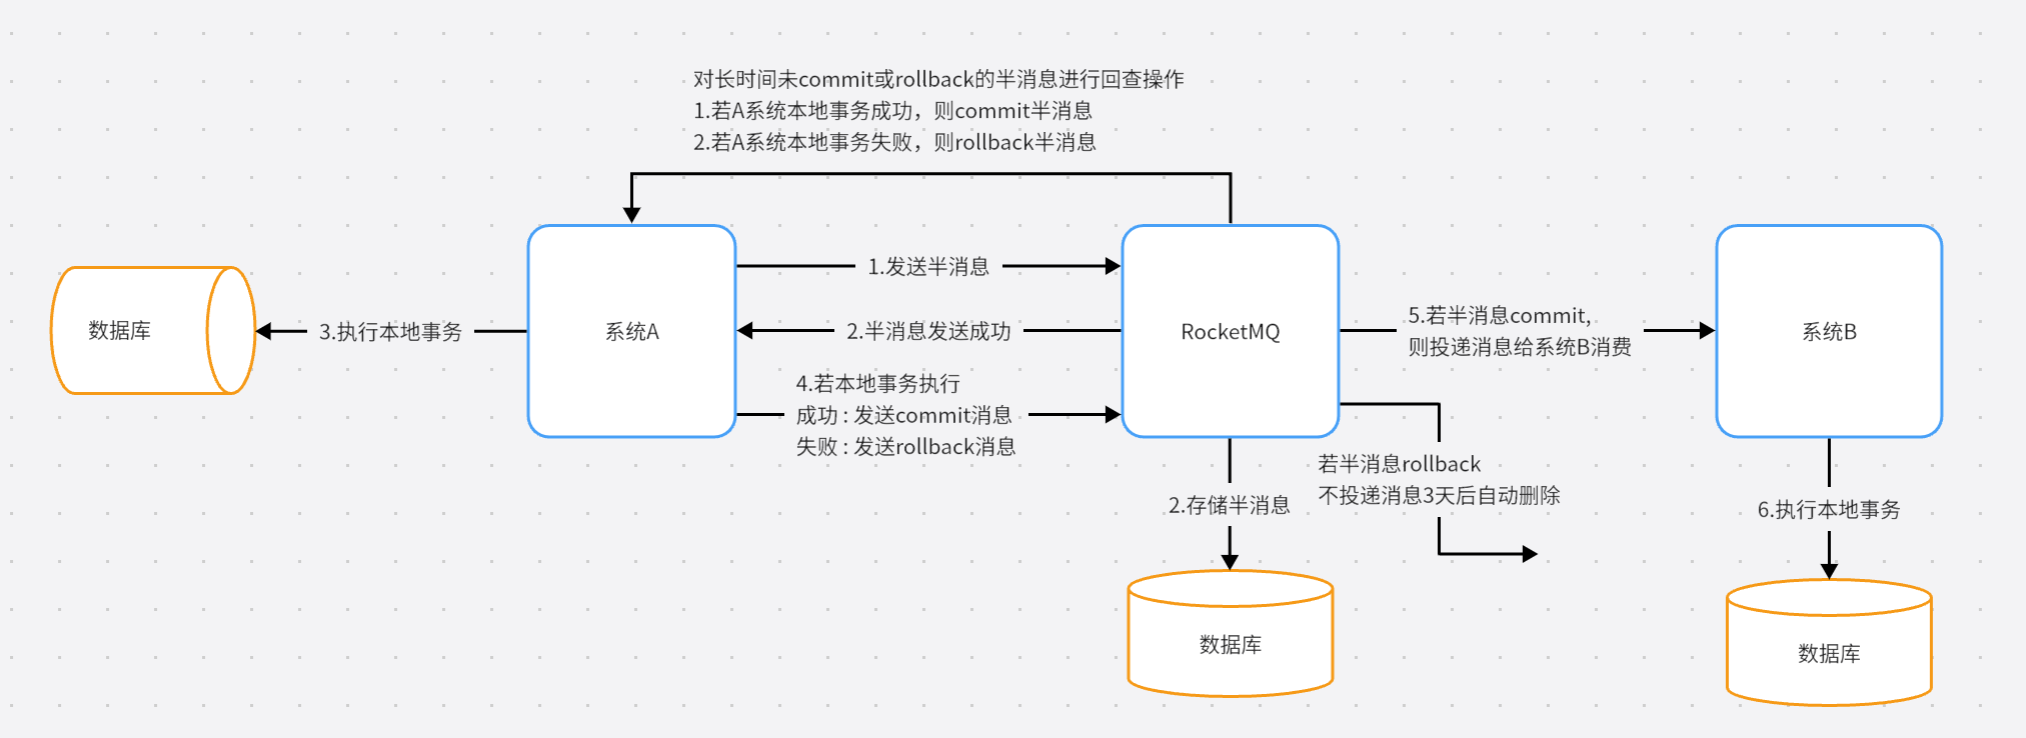 对长时间未commit或rollback的半消息进行回查操作
1.若A系统本地事务成功，则commit半消息
2.若A系统本地事务失败，则rollback半消息
数据库
3.执行本地事务
系统A
1.发送半消息
2.半消息发送成功
4.若本地事务执行
成功 : 发送commit消息
失败 : 发送rollback消息
RocketMQ
5.若半消息commit,
则投递消息给系统B消费
系统B
若半消息rollback
不投递消息3天后自动删除
2.存储半消息
6.执行本地事务
数据库
数据库